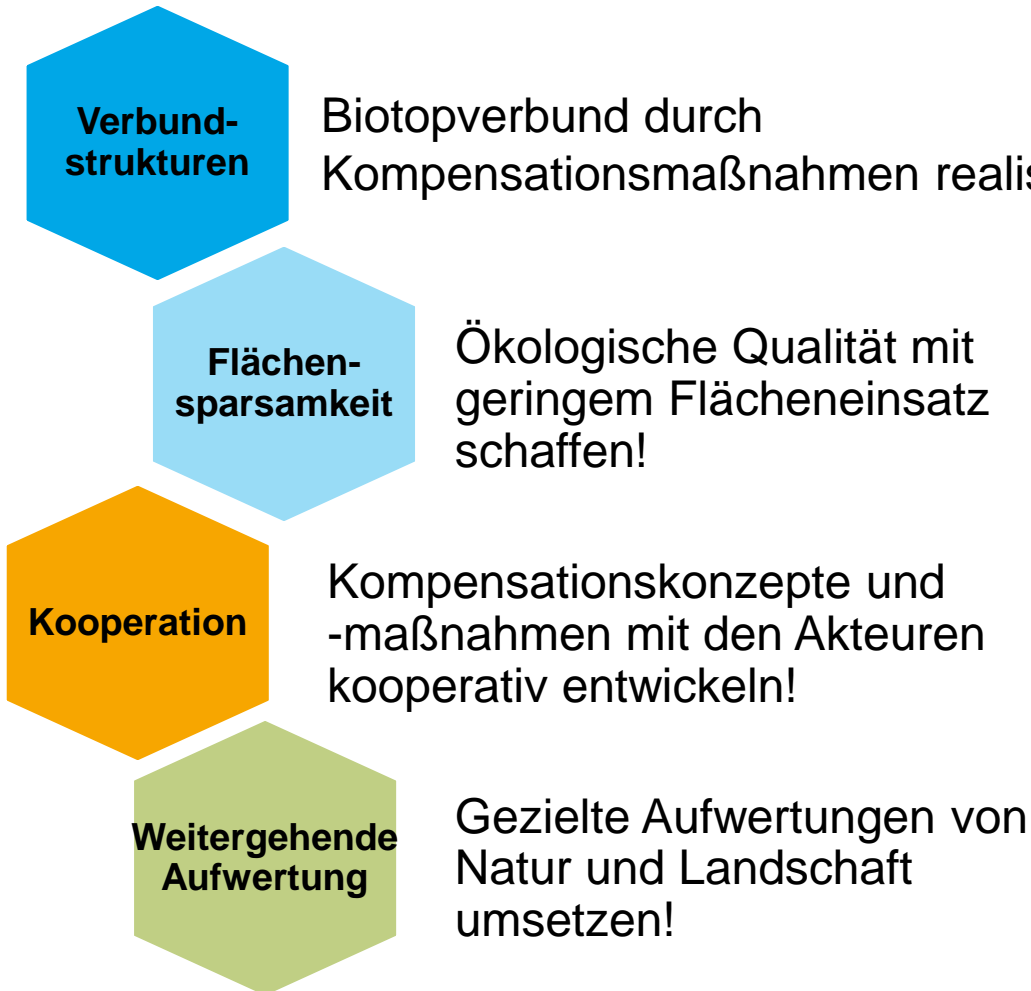 Verbund-
strukturen
Biotopverbund durch
Kompensationsmaßnahmen realis
Flächen-
sparsamkeit
Ökologische Qualität mit
geringem Flächeneinsatz
schaffen!
Kooperation
Kompensationskonzepte und
-maßnahmen mit den Akteuren
kooperativ entwickeln!
Weitergehende
Aufwertung
Gezielte Aufwertungen von
Natur und Landschaft
umsetzen!